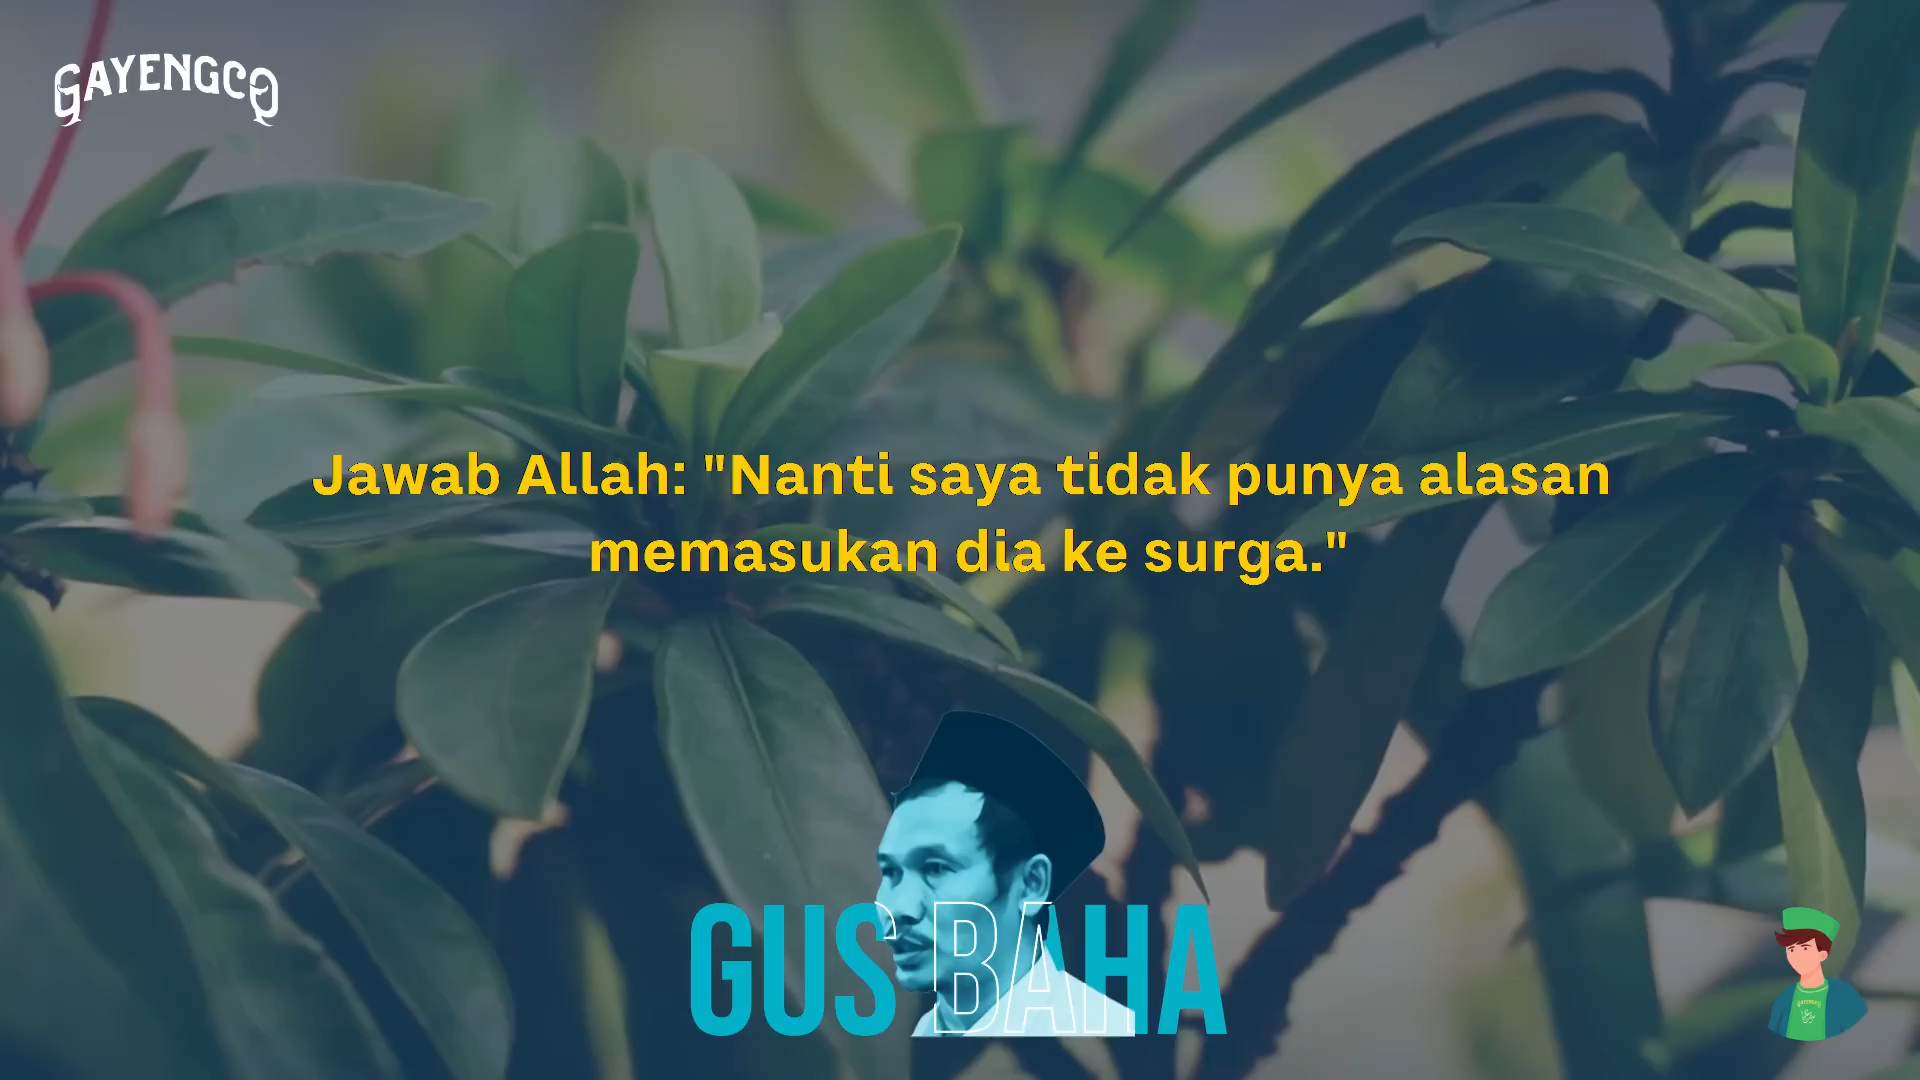 GAYENGCO
Jawab Allah: "Nanti saya tidak punya alasan
memasukan dia ke surga."
GUS BAHA